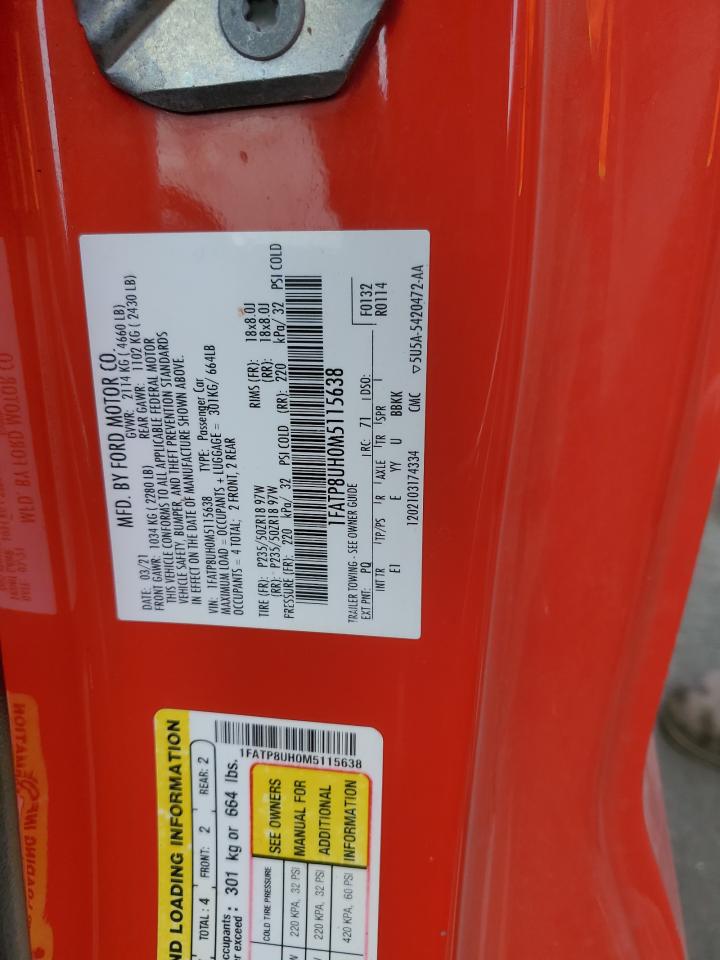 MFD. BY FORD MOTOR CO.
DATE: 03/21 GVWR: 2114 KG ( 4660 LB)
FRONT GAWR: 1034 KG ( 2280 LB) REAR GAWR: 1102 KG ( 2430 LB)
THIS VEHICLE CONFORMS TO ALL APPLICABLE FEDERAL MOTOR
VEHICLE SAFETY, BUMPER, AND THEFT PREVENTION STANDARDS
IN EFFECT ON THE DATE OF MANUFACTURE SHOWN ABOVE.
VIN: 1FATP8UH0M5115638 TYPE: Passenger Car
MAXIMUM LOAD = OCCUPANTS + LUGGAGE = 301KG/ 664LB
OCCUPANTS = 4 TOTAL; 2 FRONT, 2 REAR
TIRE (FR): P235/50ZR18 97W RIMS (FR): 18x8.0J
(RR): P235/50ZR18 97W (RR): 18x8.0J
PRESSURE (FR): 220 kPa/ 32 PSI COLD (RR): 220 kPa/ 32 PSI COLD
1FATP8UH0M5115638
TRAILER TOWING - SEE OWNER GUIDE
EXT PNT: PQ RC: 71 DSO: F0132
R0114
INT TR TP/PS R AXLE TR SPR
EI E YY U BBKK
1202103174334 CMC ▽5U5A-5420472-AA
ND LOADING INFORMATION
TOTAL: 4 FRONT: 2 REAR: 2
ccupants
r exceed : 301 kg or 664 lbs.
1FATP8UH0M5115638
COLD TIRE PRESSURE
220 KPA, 32 PSI
220 KPA, 32 PSI
420 KPA, 60 PSI
SEE OWNERS
MANUAL FOR
ADDITIONAL
INFORMATION